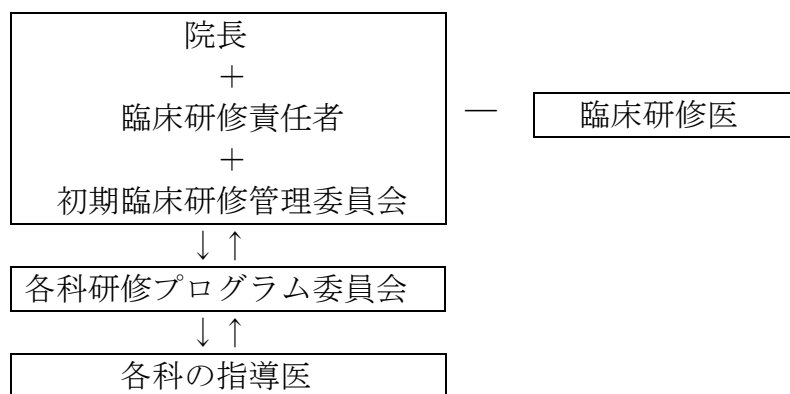 院長
+
臨床研修責任者
+
初期臨床研修管理委員会
— 臨床研修医
↓ ↑
各科研修プログラム委員会
↓ ↑
各科の指導医